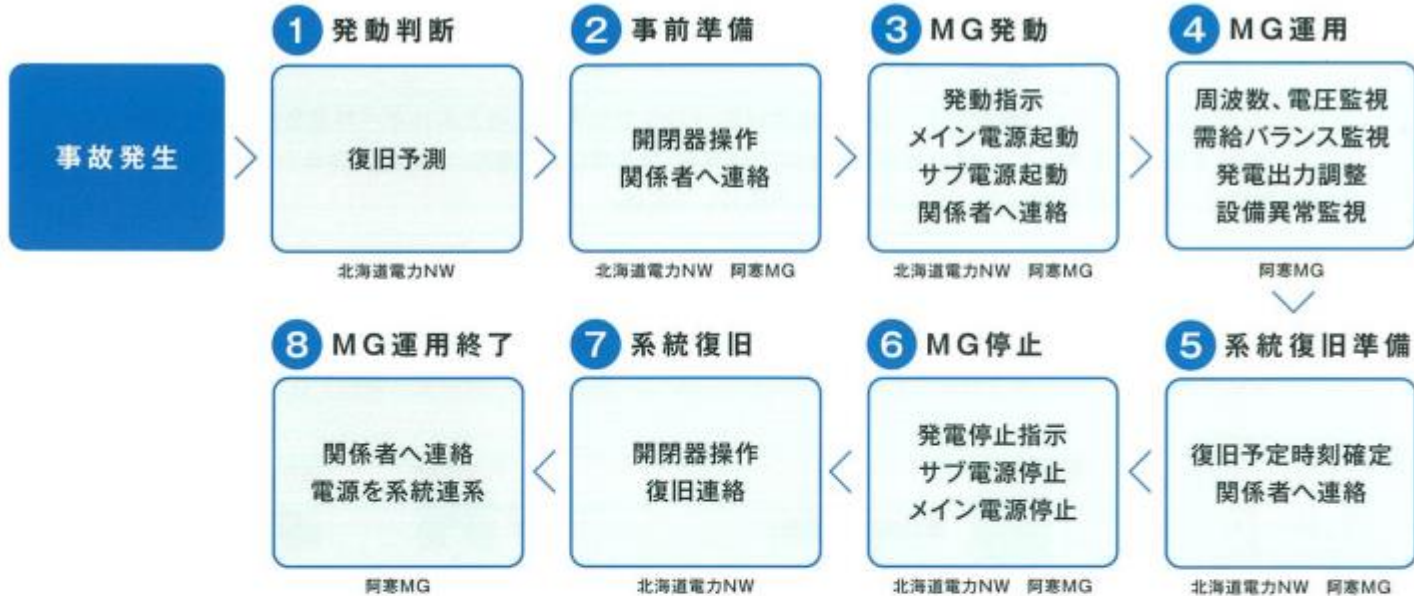 事故発生
1 発動判断
復旧予測
北海道電力NW
2 事前準備
開閉器操作
関係者へ連絡
北海道電力NW 阿寒MG
3 MG発動
発動指示
メイン電源起動
サブ電源起動
関係者へ連絡
北海道電力NW 阿寒MG
4 MG運用
周波数、電圧監視
需給バランス監視
発電出力調整
設備異常監視
阿寒MG
5 系統復旧準備
復旧予定時刻確定
関係者へ連絡
北海道電力NW 阿寒MG
6 MG停止
発電停止指示
サブ電源停止
メイン電源停止
北海道電力NW 阿寒MG
7 系統復旧
開閉器操作
復旧連絡
北海道電力NW
8 MG運用終了
関係者へ連絡
電源を系統連系
阿寒MG